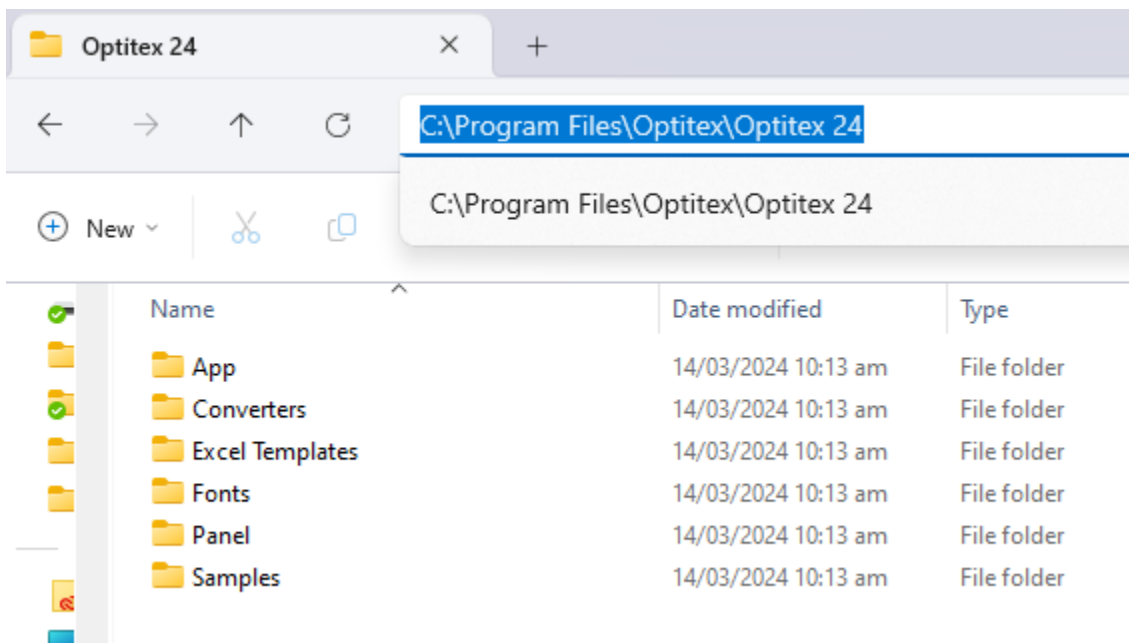 Optitex 24
C:\Program Files\Optitex\Optitex 24
C:\Program Files\Optitex\Optitex 24
New
Name Date modified Type
App 14/03/2024 10:13 am File folder
Converters 14/03/2024 10:13 am File folder
Excel Templates 14/03/2024 10:13 am File folder
Fonts 14/03/2024 10:13 am File folder
Panel 14/03/2024 10:13 am File folder
Samples 14/03/2024 10:13 am File folder